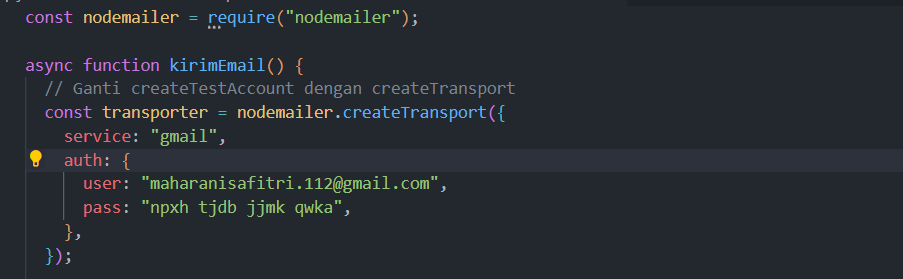 const nodemailer = require("nodemailer");
async function kirimEmail() {
// Ganti createTestAccount dengan createTransport
const transporter = nodemailer.createTransport({
service: "gmail",
auth: {
user: "maharanisafitri.112@gmail.com",
pass: "npxh tjdb jjmk qwka",
},
});